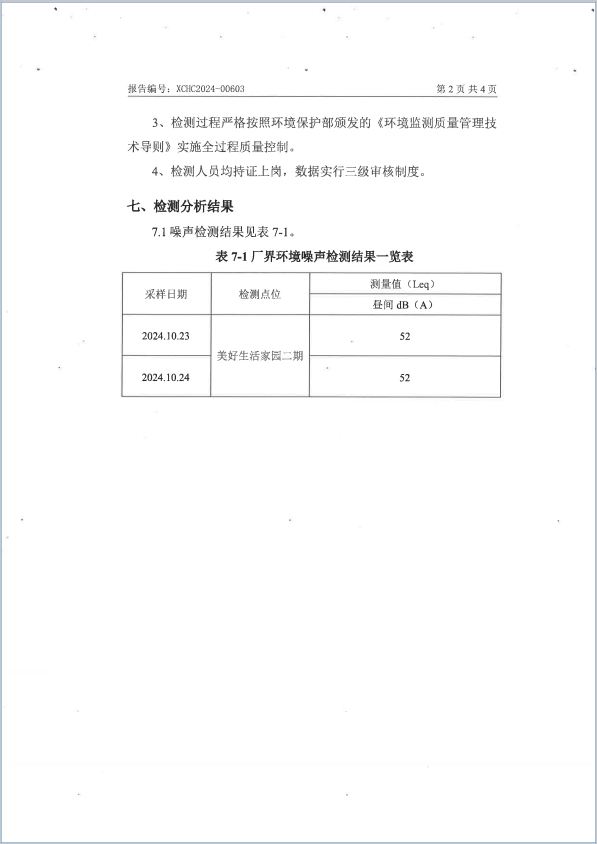 报告编号：XCHC2024-00603 第 2 页 共 4 页
3、检测过程严格按照环境保护部颁发的《环境监测质量管理技
术导则》实施全过程质量控制。
4、检测人员均持证上岗，数据实行三级审核制度。
七、检测分析结果
7.1 噪声检测结果见表 7-1。
表 7-1 厂界环境噪声检测结果一览表
采样日期 检测点位 测量值（Leq）
昼间 dB（A）
2024.10.23 美好生活家园二期 52
2024.10.24 52